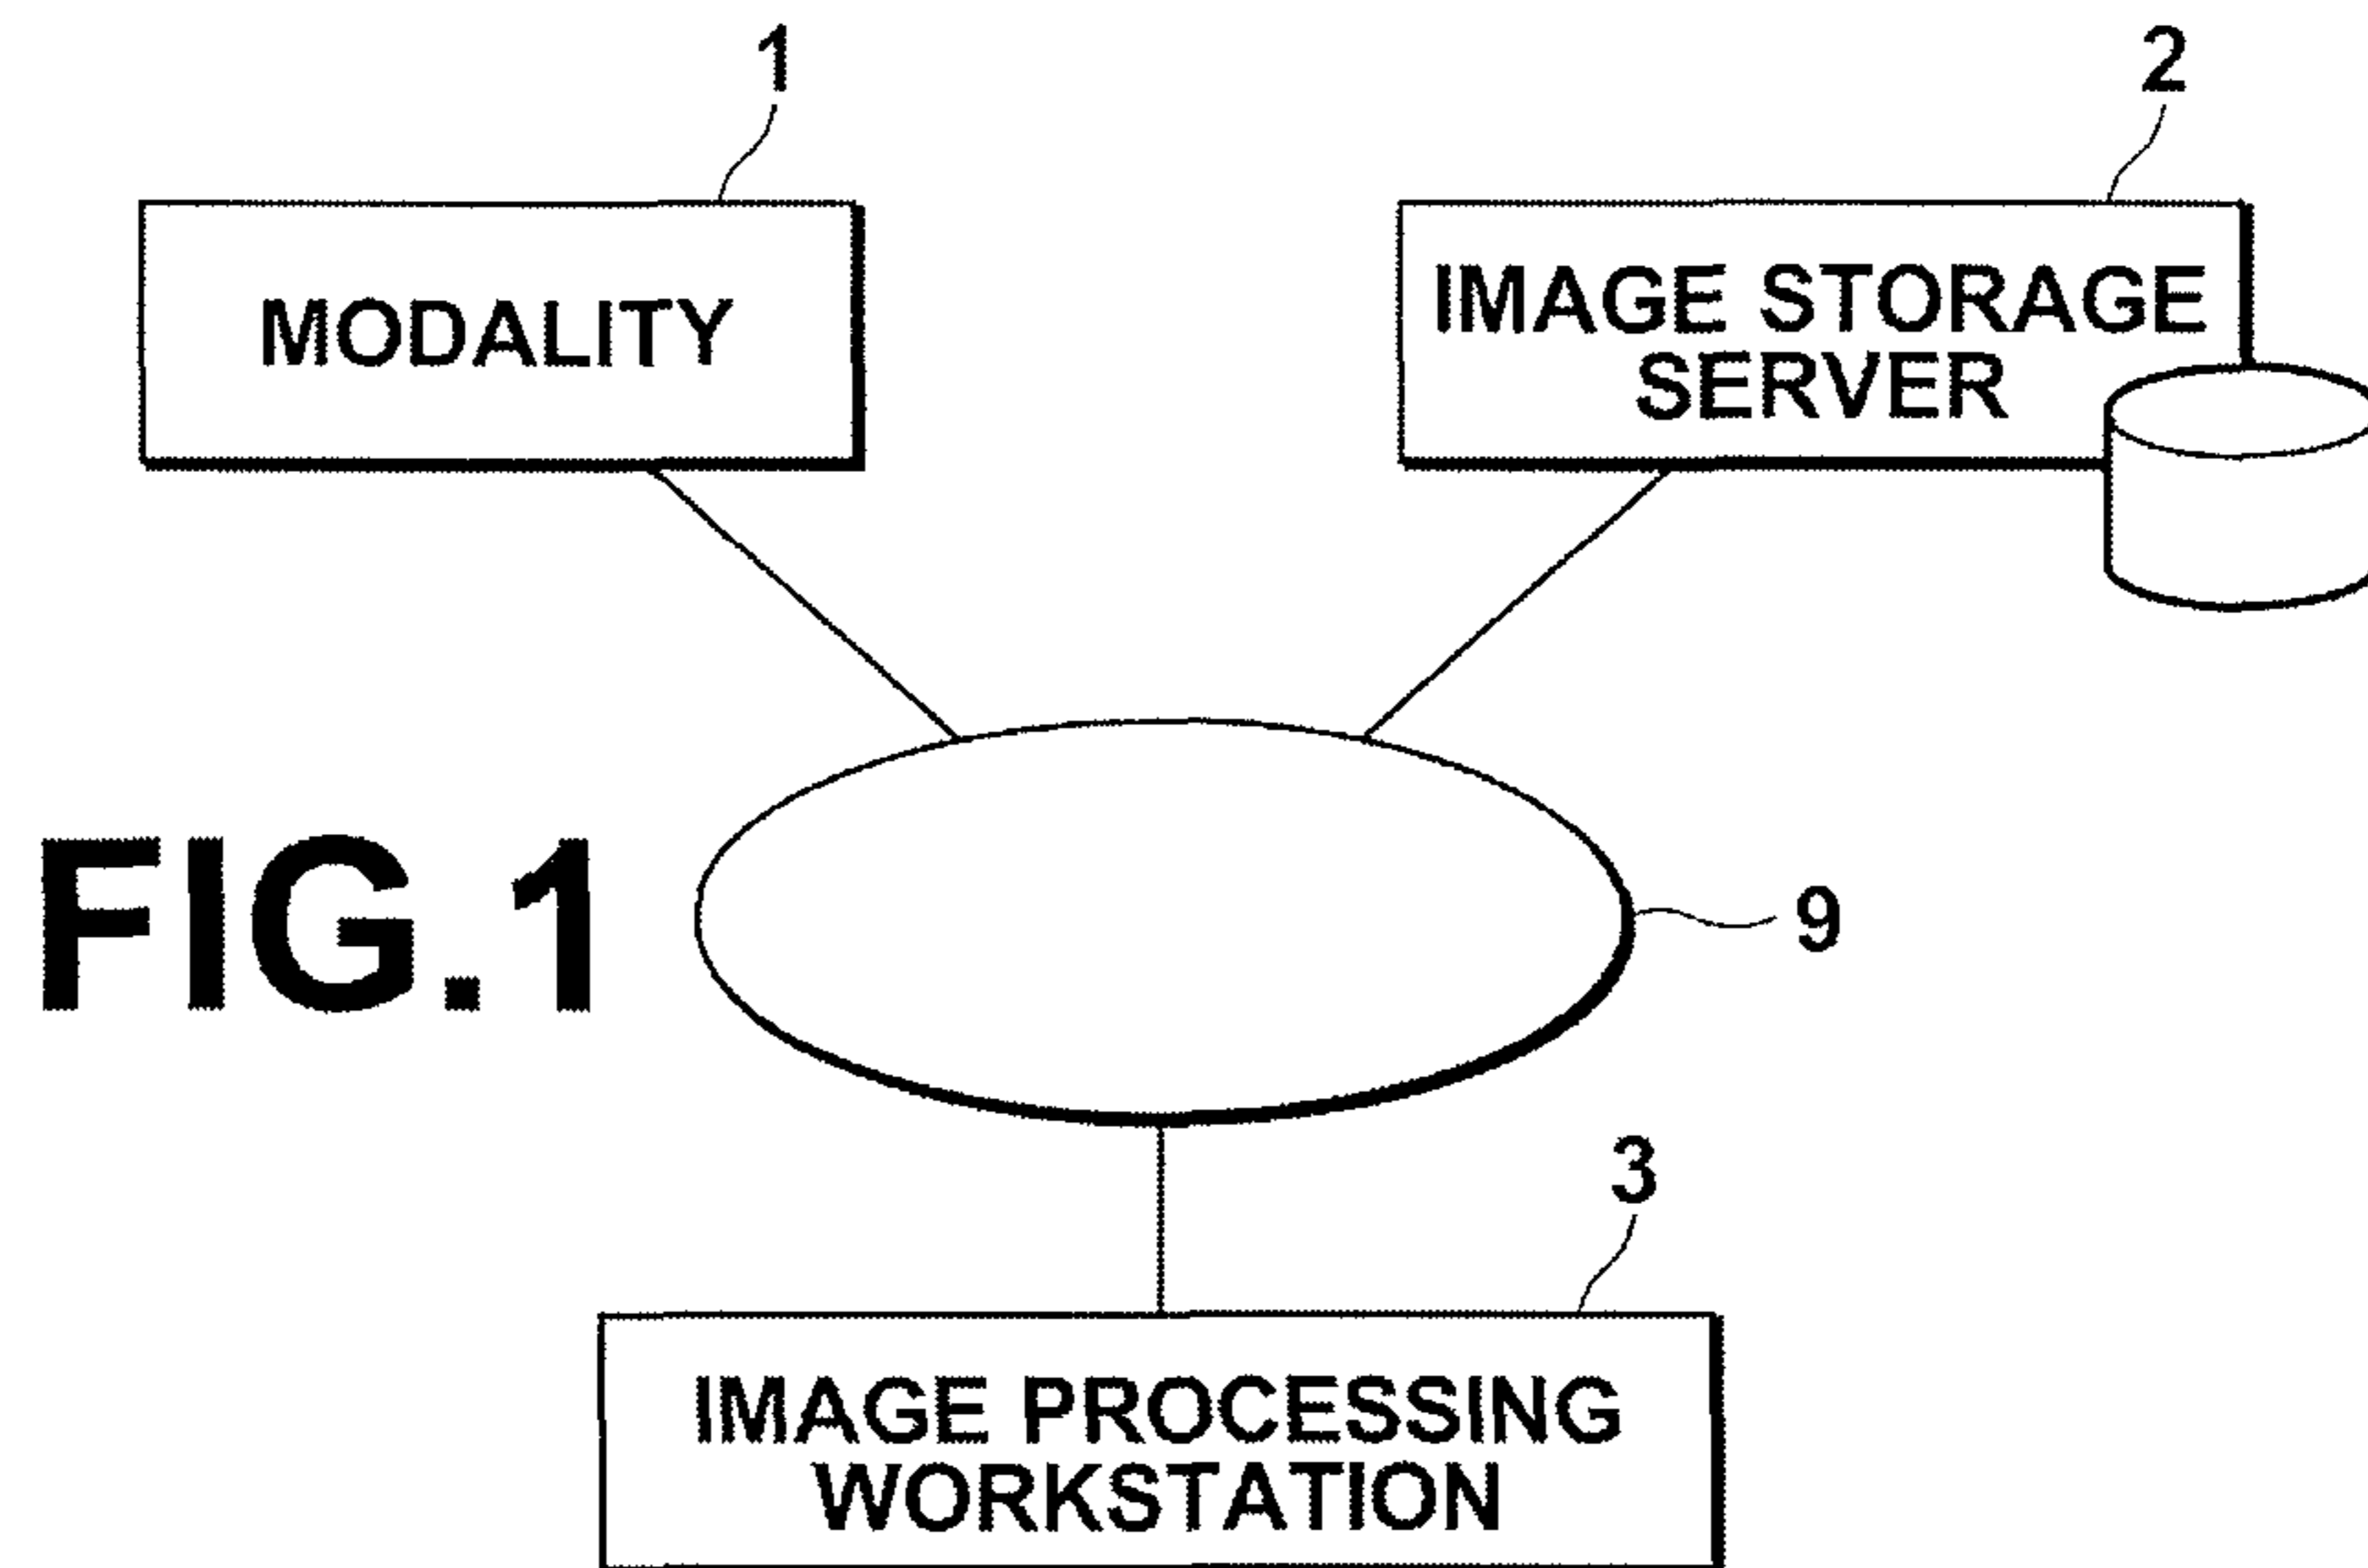 1
2
MODALITY
IMAGE STORAGE
SERVER
FIG.1
9
3
IMAGE PROCESSING
WORKSTATION